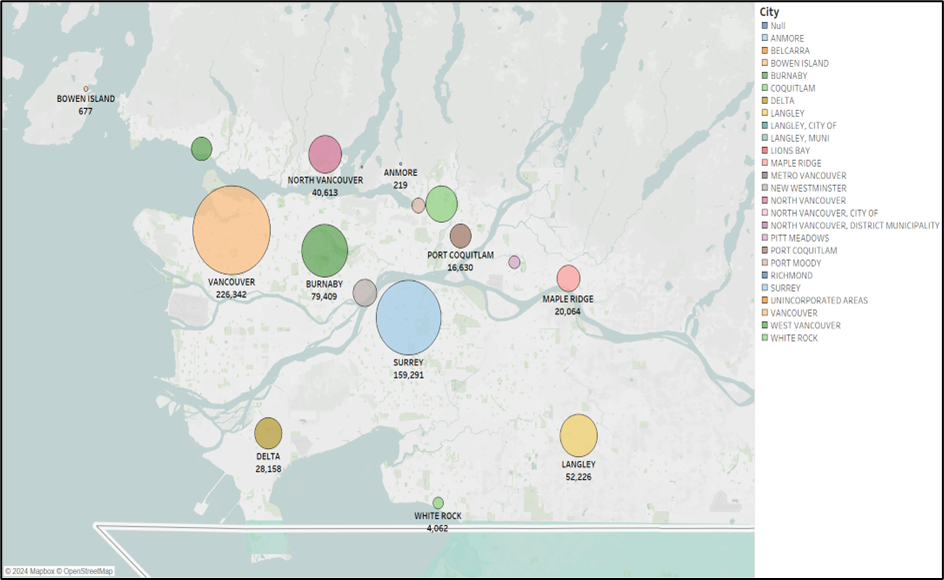 City
Null
ANMORE
BELCARRA
BOWEN ISLAND
BURNABY
COQUITLAM
DELTA
LANGLEY
LANGLEY, CITY OF
LANGLEY, MUNI
LIONS BAY
MAPLE RIDGE
METRO VANCOUVER
NEW WESTMINSTER
NORTH VANCOUVER
NORTH VANCOUVER, CITY OF
NORTH VANCOUVER, DISTRICT MUNICIPALITY
PITT MEADOWS
PORT COQUITLAM
PORT MOODY
RICHMOND
SURREY
UNINCORPORATED AREAS
VANCOUVER
WEST VANCOUVER
WHITE ROCK
BOWEN ISLAND
677
NORTH VANCOUVER
40,613
ANMORE
219
PORT COQUITLAM
16,630
VANCOUVER
226,342
BURNABY
79,409
MAPLE RIDGE
20,064
SURREY
159,291
DELTA
28,158
LANGLEY
52,226
WHITE ROCK
4,062
© 2024 Mapbox © OpenStreetMap